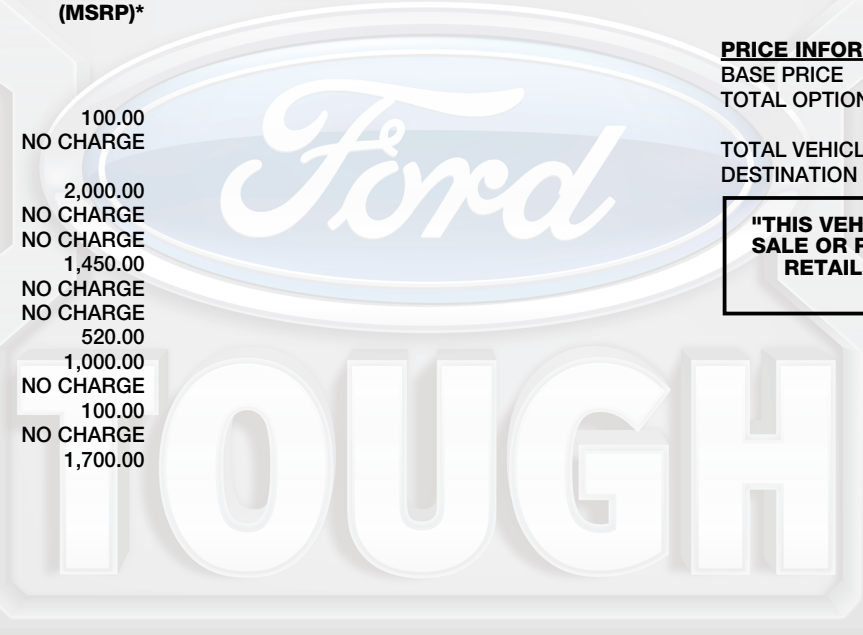 (MSRP)*
100.00
NO CHARGE
2,000.00
NO CHARGE
NO CHARGE
1,450.00
NO CHARGE
NO CHARGE
520.00
1,000.00
NO CHARGE
100.00
NO CHARGE
1,700.00
PRICE INFOR
BASE PRICE
TOTAL OPTION
TOTAL VEHICL
DESTINATION
"THIS VEH
SALE OR F
RETAIL
Ford
TOUGH